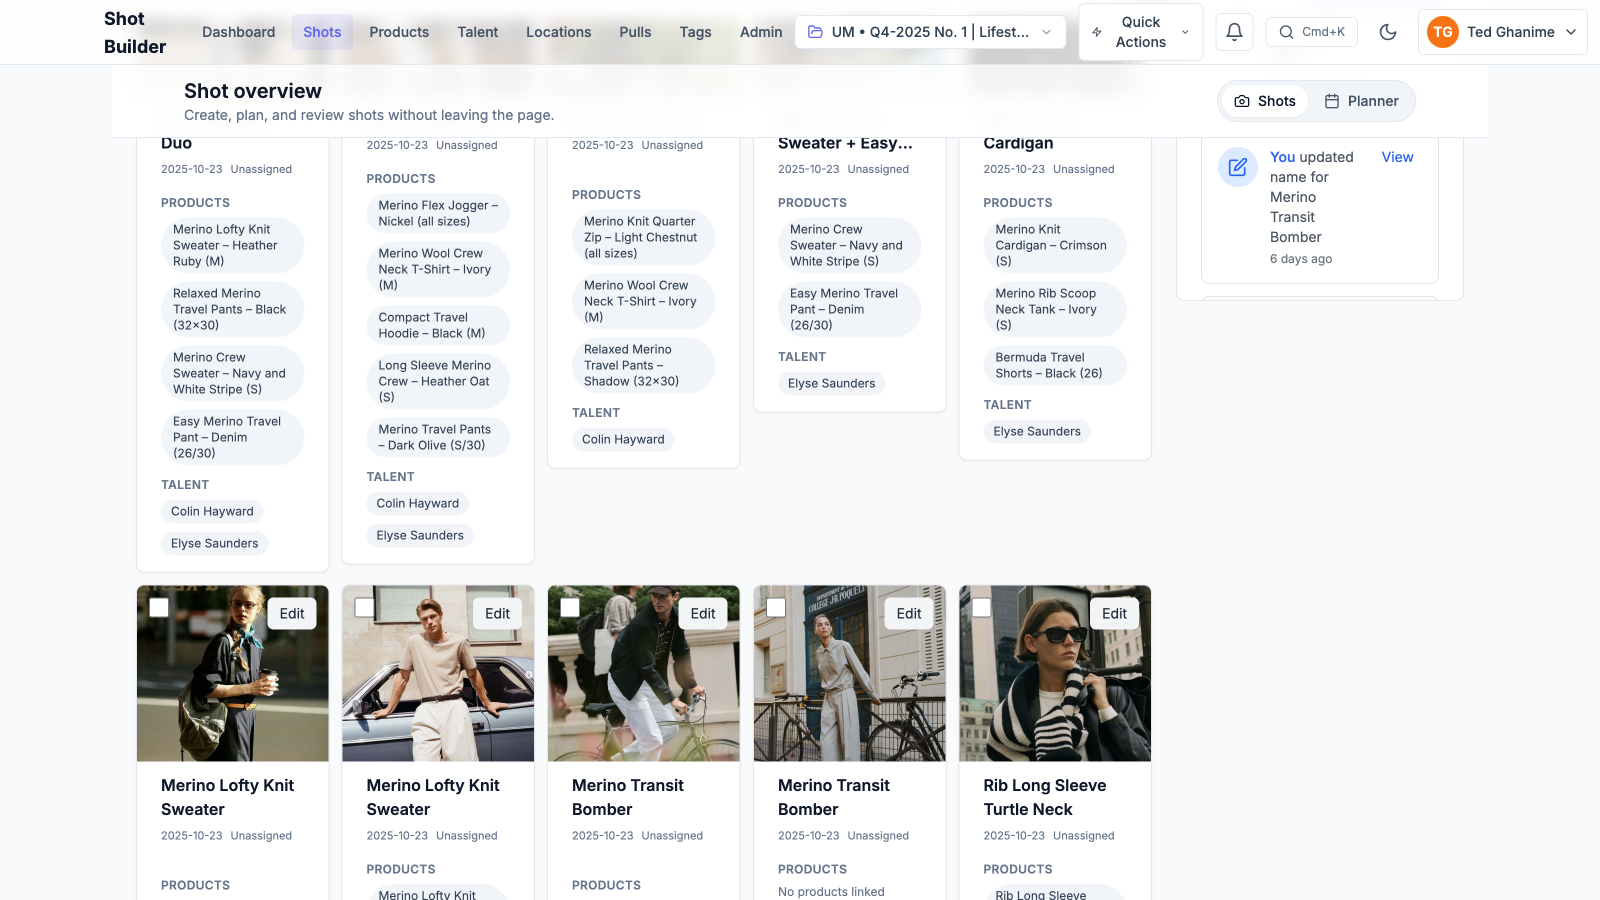 Shot
Builder
Dashboard
Shots
Products
Talent
Locations
Pulls
Tags
Admin
UM • Q4-2025 No. 1 | Lifest...
Quick
Actions
Cmd+K
TG
Ted Ghanime
Shot overview
Create, plan, and review shots without leaving the page.
Shots
Planner
Duo
2025-10-23 Unassigned
PRODUCTS
Merino Lofty Knit
Sweater – Heather
Ruby (M)
Relaxed Merino
Travel Pants – Black
(32×30)
Merino Crew
Sweater – Navy and
White Stripe (S)
Easy Merino Travel
Pant – Denim
(26/30)
TALENT
Colin Hayward
Elyse Saunders
2025-10-23 Unassigned
PRODUCTS
Merino Flex Jogger –
Nickel (all sizes)
Merino Wool Crew
Neck T-Shirt – Ivory
(M)
Compact Travel
Hoodie – Black (M)
Long Sleeve Merino
Crew – Heather Oat
(S)
Merino Travel Pants
– Dark Olive (S/30)
TALENT
Colin Hayward
Elyse Saunders
2025-10-23 Unassigned
PRODUCTS
Merino Knit Quarter
Zip – Light Chestnut
(all sizes)
Merino Wool Crew
Neck T-Shirt – Ivory
(M)
Relaxed Merino
Travel Pants –
Shadow (32×30)
TALENT
Colin Hayward
Sweater + Easy...
2025-10-23 Unassigned
PRODUCTS
Merino Crew
Sweater – Navy and
White Stripe (S)
Easy Merino Travel
Pant – Denim
(26/30)
TALENT
Elyse Saunders
Cardigan
2025-10-23 Unassigned
PRODUCTS
Merino Knit
Cardigan – Crimson
(S)
Merino Rib Scoop
Neck Tank – Ivory
(S)
Bermuda Travel
Shorts – Black (26)
TALENT
Elyse Saunders
You updated
name for
Merino
Transit
Bomber
6 days ago
View
Edit
Merino Lofty Knit
Sweater
2025-10-23 Unassigned
PRODUCTS
Edit
Merino Lofty Knit
Sweater
2025-10-23 Unassigned
PRODUCTS
Merino Lofty Knit
Edit
Merino Transit
Bomber
2025-10-23 Unassigned
PRODUCTS
Edit
Merino Transit
Bomber
2025-10-23 Unassigned
PRODUCTS
No products linked
Edit
Rib Long Sleeve
Turtle Neck
2025-10-23 Unassigned
PRODUCTS
Rib Long Sleeve